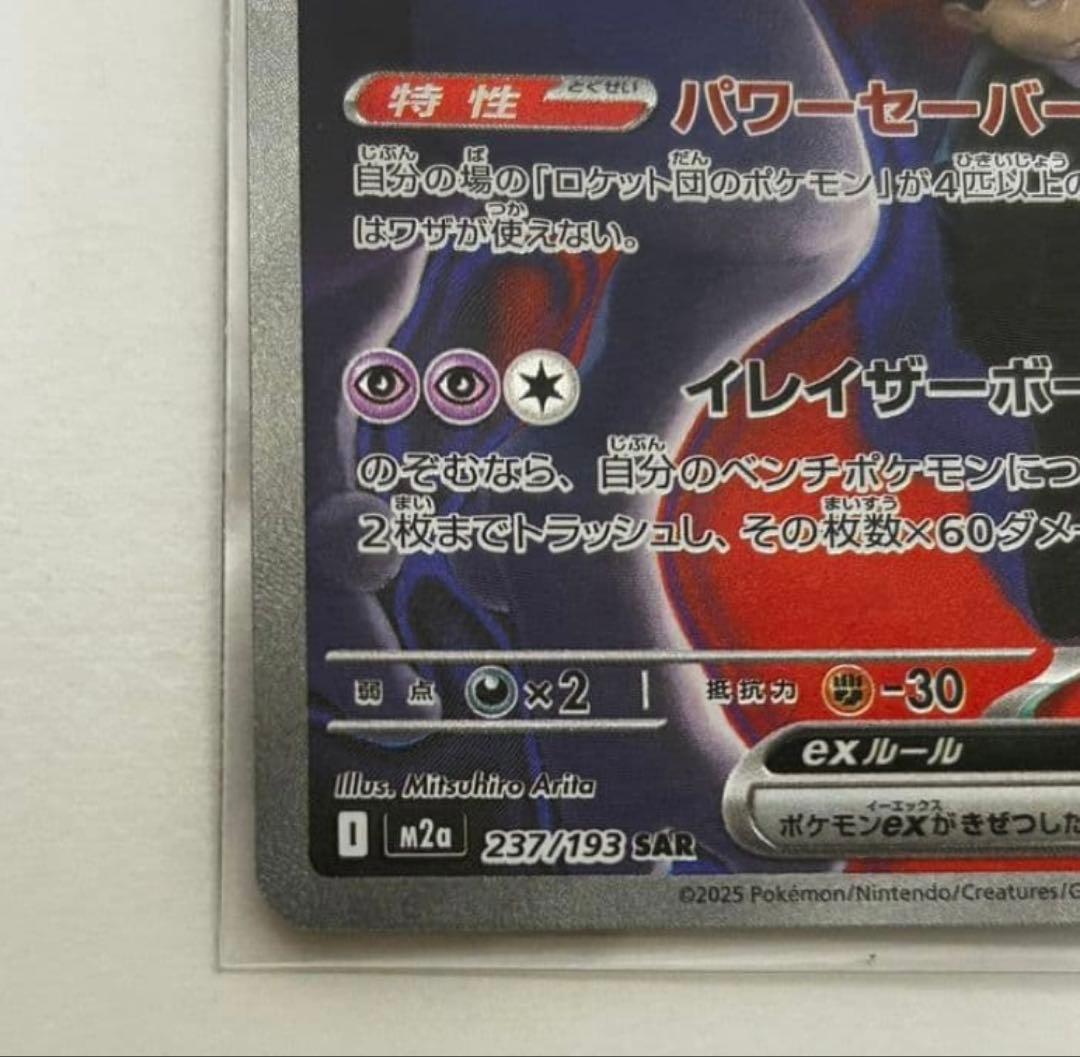 特性 とくせい パワーセーバー
じぶん ば だん ひきいじょう
自分の場の「ロケット団のポケモン」が4匹以上の
つか
はワザが使えない。
イレイザーボー
じぶん
のぞむなら、自分のベンチポケモンにつ
まい まいすう
2枚までトラッシュし、その枚数×60ダメー
弱点 ×2 抵抗力 -30
exルール
イーエックス
ポケモンexがきぜつした
Illus. Mitsuhiro Arita
I m2a 237/193 SAR
©2025 Pokémon/Nintendo/Creatures/G